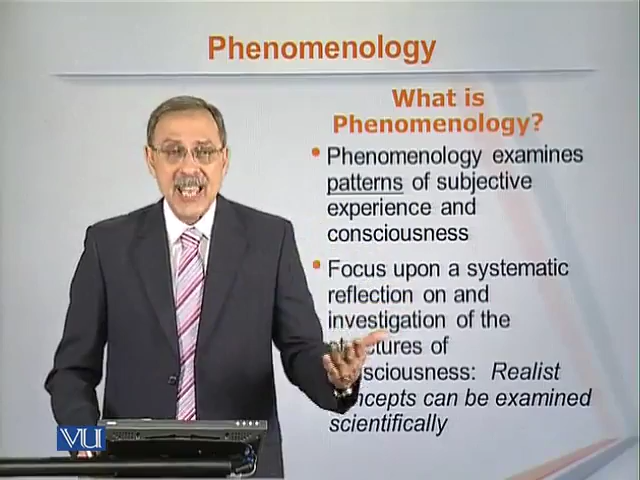 Phenomenology
What is
Phenomenology?
• Phenomenology examines
patterns of subjective
experience and
consciousness
• Focus upon a systematic
reflection on and
investigation of the
of
Realist
can be examined
scientifically
VU